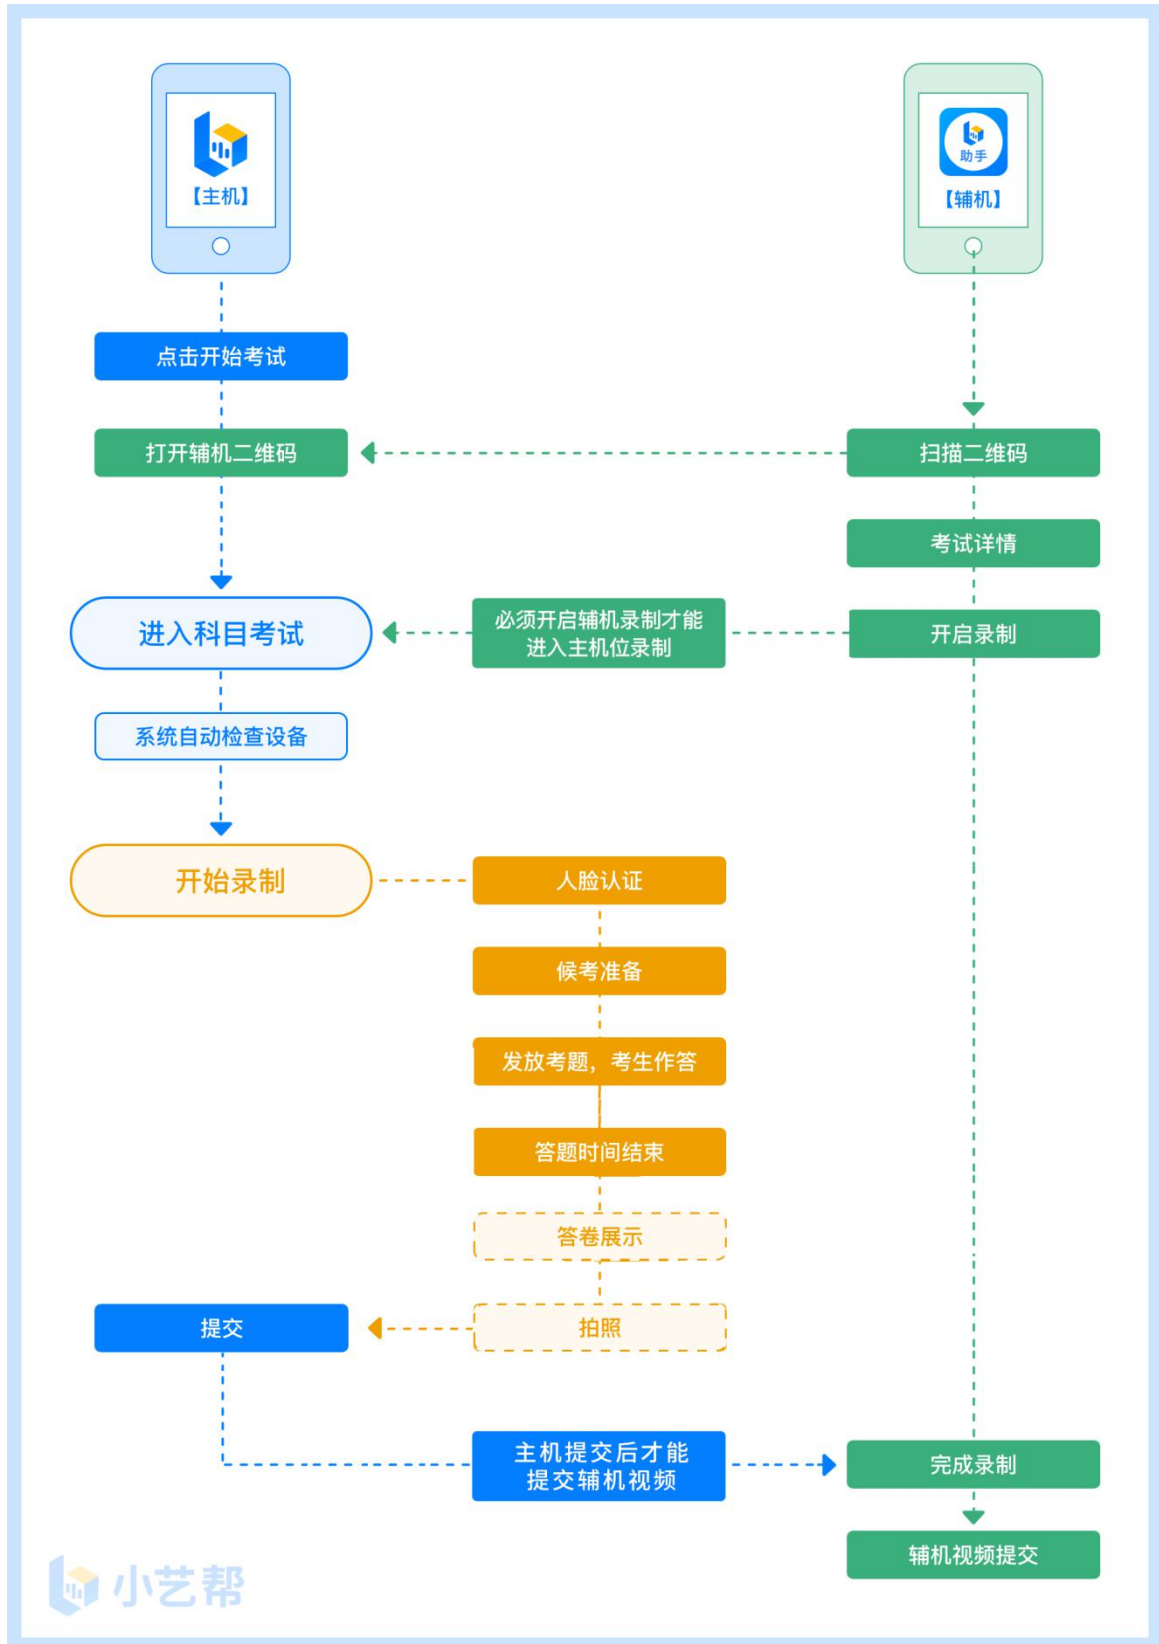 【主机】
助手
【辅机】
点击开始考试
打开辅机二维码
扫描二维码
考试详情
进入科目考试
必须开启辅机录制才能
进入主机位录制
开启录制
系统自动检查设备
开始录制
人脸认证
候考准备
发放考题，考生作答
答题时间结束
答卷展示
提交
拍照
主机提交后才能
提交辅机视频
完成录制
辅机视频提交
小艺帮